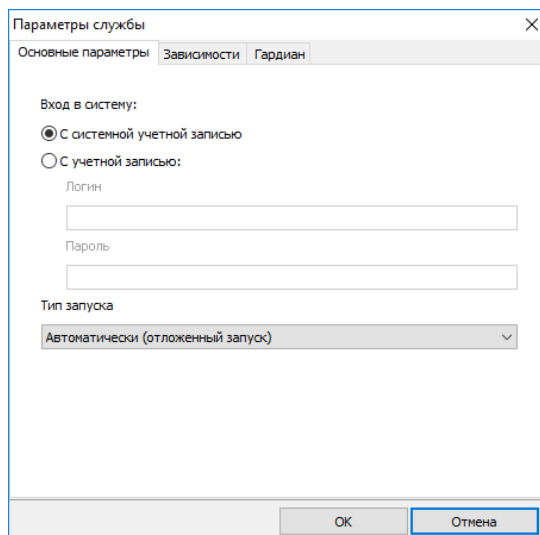 Параметры службы
Основные параметры Зависимости Гардиан
Вход в систему:
С системной учетной записью
С учетной записью:
Логин
Пароль
Тип запуска
Автоматически (отложенный запуск)
OK Отмена